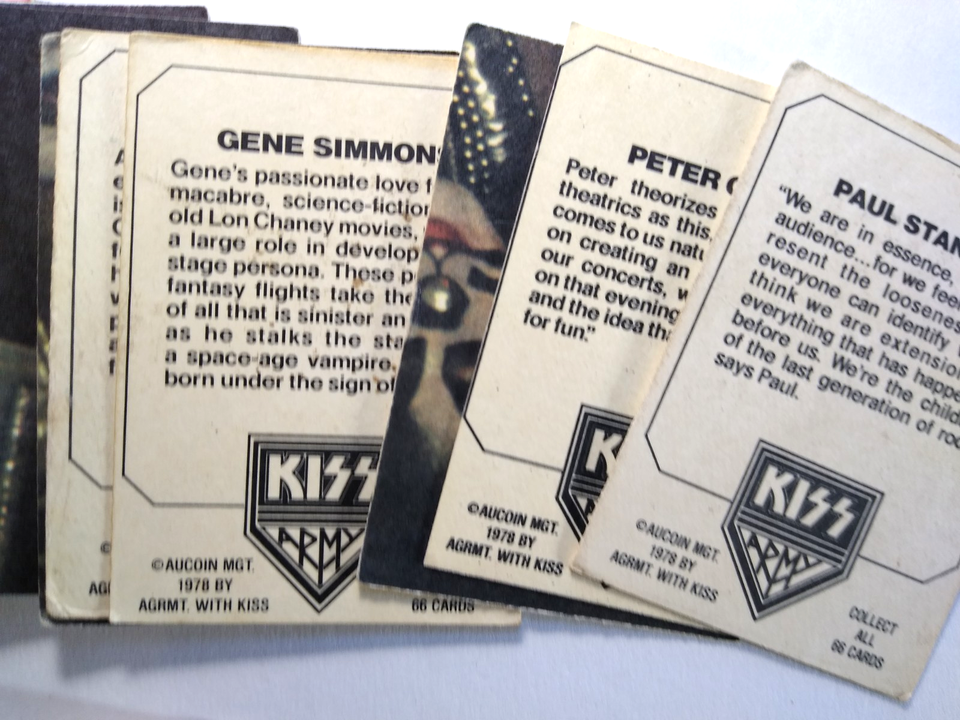 GENE SIMMONS
Gene's passionate love f
macabre, science-fiction
old Lon Chaney movies,
a large role in develop
stage persona. These p
fantasy flights take the
of all that is sinister an
as he stalks the sta
a space-age vampire,
born under the sign of
KISS
ARMY
©AUCOIN MGT.
1978 BY
AGRMT. WITH KISS
66 CARDS
PETER C
Peter theorizes
theatrics as this,
comes to us natu
on creating an
our concerts, w
on that evening,
and the idea tha
for fun."
©AUCOIN MGT.
1978 BY
AGRMT. WITH KISS
PAUL STAN
"We are in essence,
audience...for we feel
resent the looseness
everyone can identify w
think we are extension
everything that has happe
before us. We're the childr
of the last generation of roc
says Paul.
KISS
ARMY
©AUCOIN MGT.
1978 BY
AGRMT. WITH KISS
COLLECT
ALL
66 CARDS